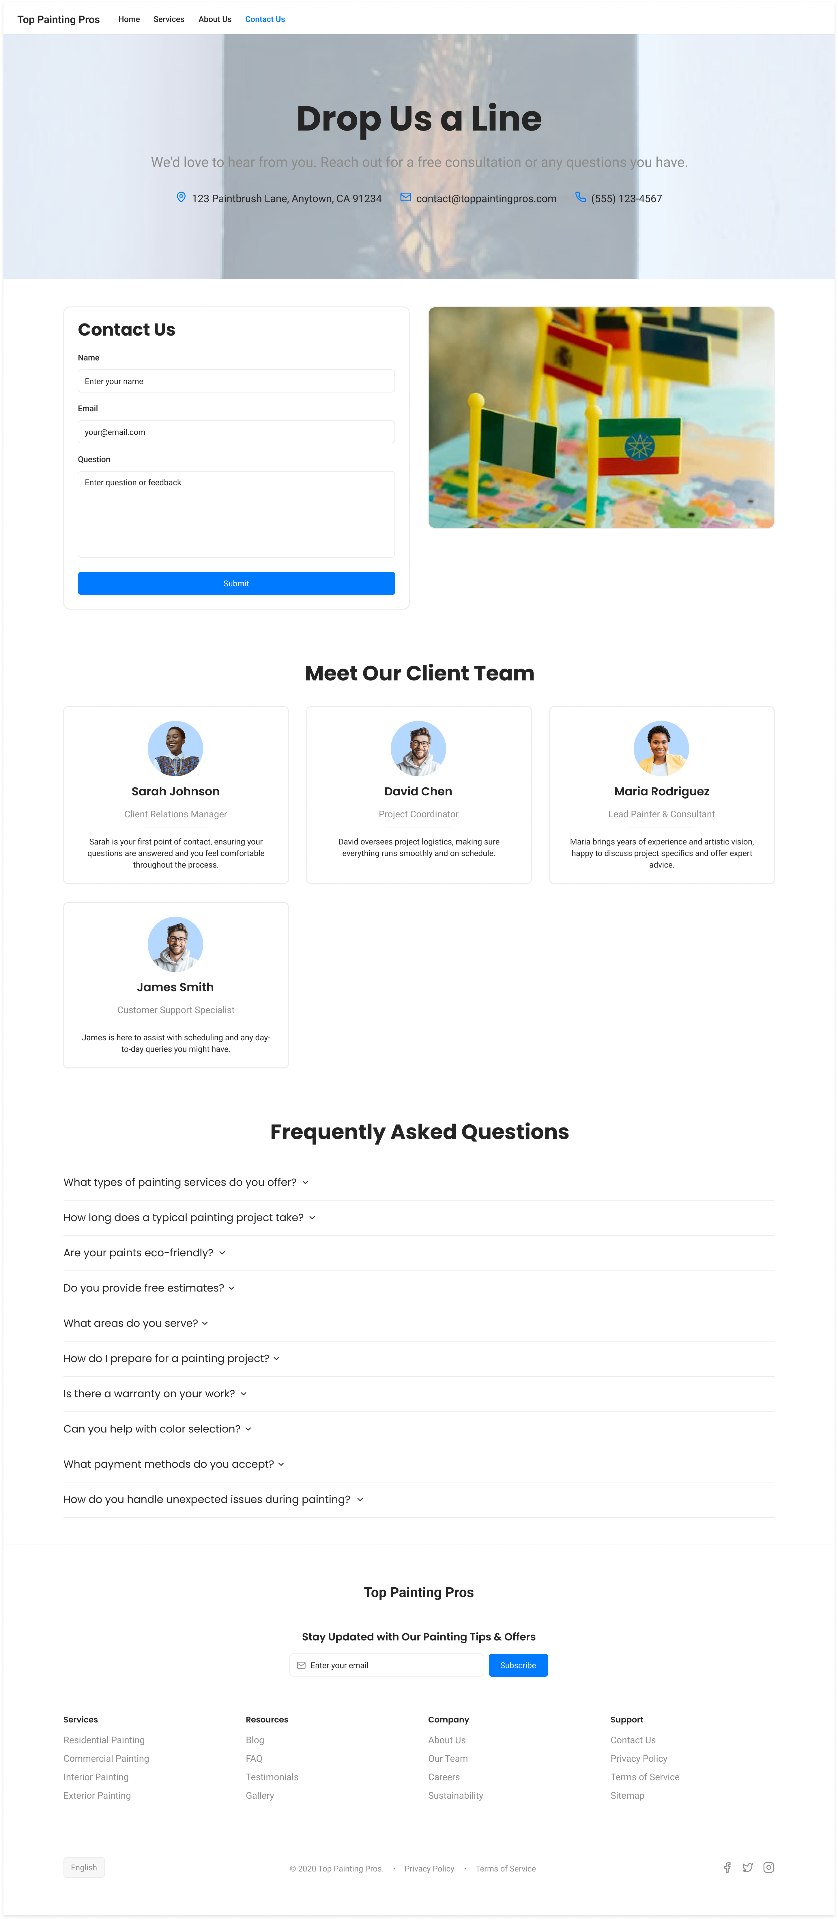 Top Painting Pros
Home
Services
About Us
Contact Us
Drop Us a Line
We'd love to hear from you. Reach out for a free consultation or any questions you have.
123 Paintbrush Lane, Anytown, CA 91234
contact@toppaintingpros.com
(555) 123-4567
Contact Us
Name
Enter your name
Email
your@email.com
Question
Enter question or feedback
Submit
Meet Our Client Team
Sarah Johnson
Client Relations Manager
Sarah is your first point of contact, ensuring your
questions are answered and you feel comfortable
throughout the process.
David Chen
Project Coordinator
David oversees project logistics, making sure
everything runs smoothly and on schedule.
Maria Rodriguez
Lead Painter & Consultant
Maria brings years of experience and artistic vision,
happy to discuss project specifics and offer expert
advice.
James Smith
Customer Support Specialist
James is here to assist with scheduling and any day-
to-day queries you might have.
Frequently Asked Questions
What types of painting services do you offer?
How long does a typical painting project take?
Are your paints eco-friendly?
Do you provide free estimates?
What areas do you serve?
How do I prepare for a painting project?
Is there a warranty on your work?
Can you help with color selection?
What payment methods do you accept?
How do you handle unexpected issues during painting?
Top Painting Pros
Stay Updated with Our Painting Tips & Offers
Enter your email
Subscribe
Services
Residential Painting
Commercial Painting
Interior Painting
Exterior Painting
Resources
Blog
FAQ
Testimonials
Gallery
Company
About Us
Our Team
Careers
Sustainability
Support
Contact Us
Privacy Policy
Terms of Service
Sitemap
English
© 2020 Top Painting Pros. • Privacy Policy • Terms of Service